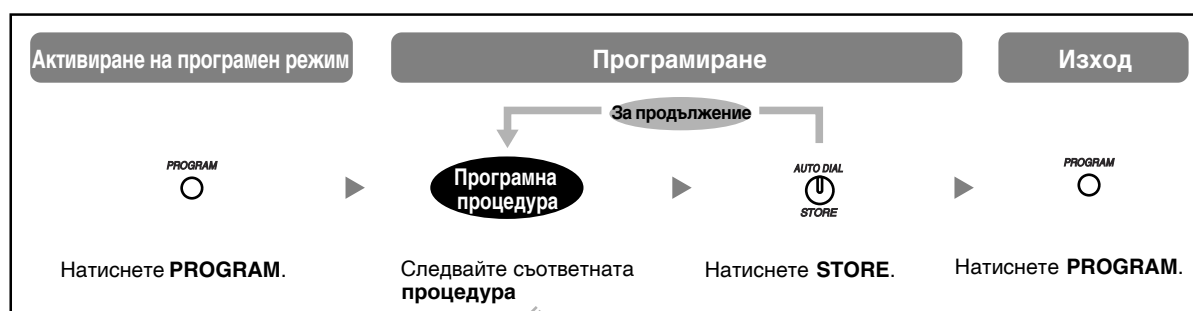 Активиране на програмен режим
Програмиране
Изход
За продължение
PROGRAM
Програмна
процедура
AUTO DIAL
STORE
PROGRAM
Натиснете PROGRAM.
Следвайте съответната
процедура
Натиснете STORE.
Натиснете PROGRAM.